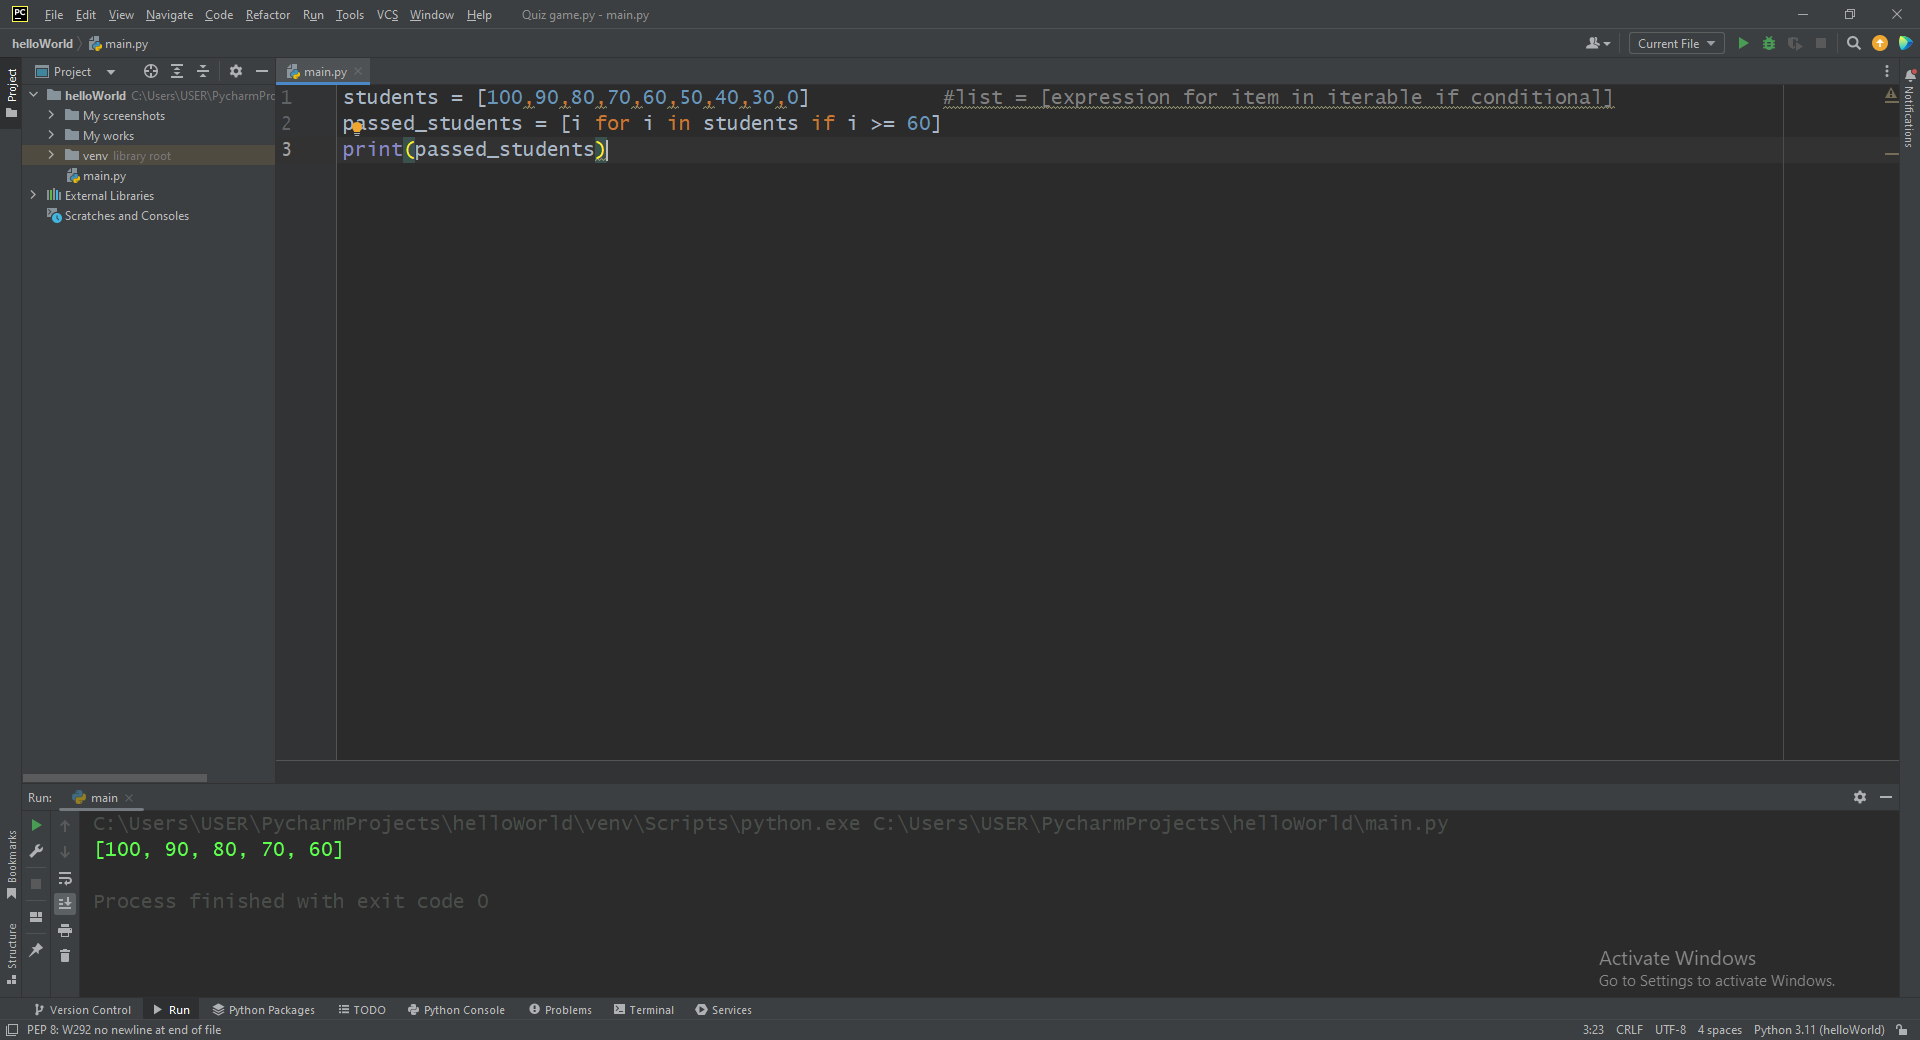 PC File Edit View Navigate Code Refactor Run Tools VCS Window Help Quiz game.py - main.py
helloWorld main.py Current File
Project main.py
Project
helloWorld C:\Users\USER\PycharmPro
My screenshots
My works
venv library root
main.py
External Libraries
Scratches and Consoles
1 students = [100,90,80,70,60,50,40,30,0] #list = [expression for item in iterable if conditional]
2 passed_students = [i for i in students if i >= 60]
3 print(passed_students)
Notifications
Run: main
C:\Users\USER\PycharmProjects\helloWorld\venv\Scripts\python.exe C:\Users\USER\PycharmProjects\helloWorld\main.py
[100, 90, 80, 70, 60]
Process finished with exit code 0
Bookmarks
Structure
Activate Windows
Go to Settings to activate Windows.
Version Control Run Python Packages TODO Python Console Problems Terminal Services
PEP 8: W292 no newline at end of file 3:23 CRLF UTF-8 4 spaces Python 3.11 (helloWorld)